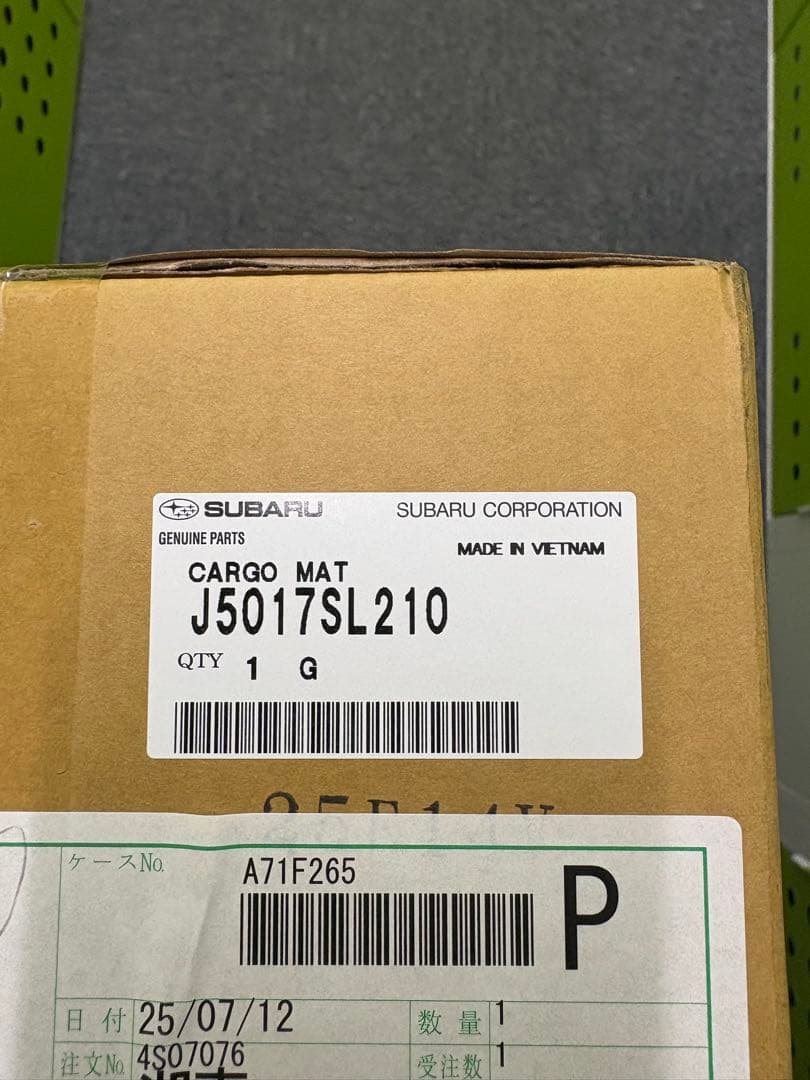 SUBARU SUBARU CORPORATION
GENUINE PARTS
MADE IN VIETNAM
CARGO MAT
J5017SL210
QTY 1 G
ケースNo. A71F265
P
日付 25/07/12 数量 1
注文No. 4S07076 受注数 1